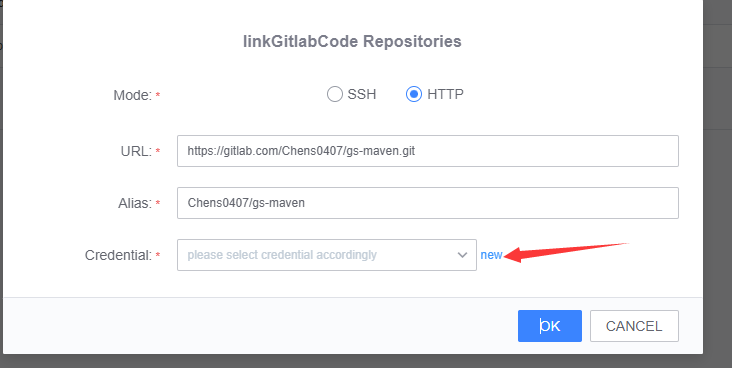 linkGitlabCode Repositories
Mode: * SSH HTTP
URL: * https://gitlab.com/Chens0407/gs-maven.git
Alias: * Chens0407/gs-maven
Credential: * please select credential accordingly new
OK CANCEL